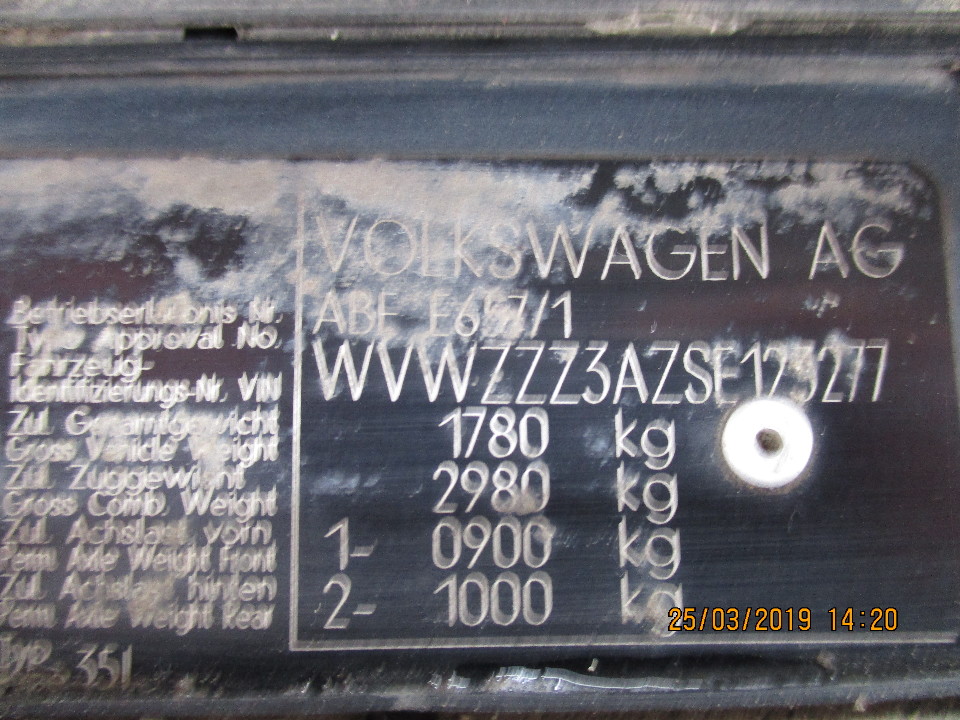 VOLKSWAGEN AG
Betriebserlaubnis Nr. ABE E657/1
Type Approval No.
Fahrzeug-
Identifizierungs-Nr. VIN WVWZZZ3AZSE123277
Zul. Gesamtgewicht 1780 kg
Gross Vehicle Weight
Zul. Zuggewicht 2980 kg
Gross Comb. Weight
Zul. Achslast vorn 1- 0900 kg
Perm. Axle Weight Front
Zul. Achslast hinten 2- 1000 kg
Perm. Axle Weight Rear
Typ 351
25/03/2019 14:20